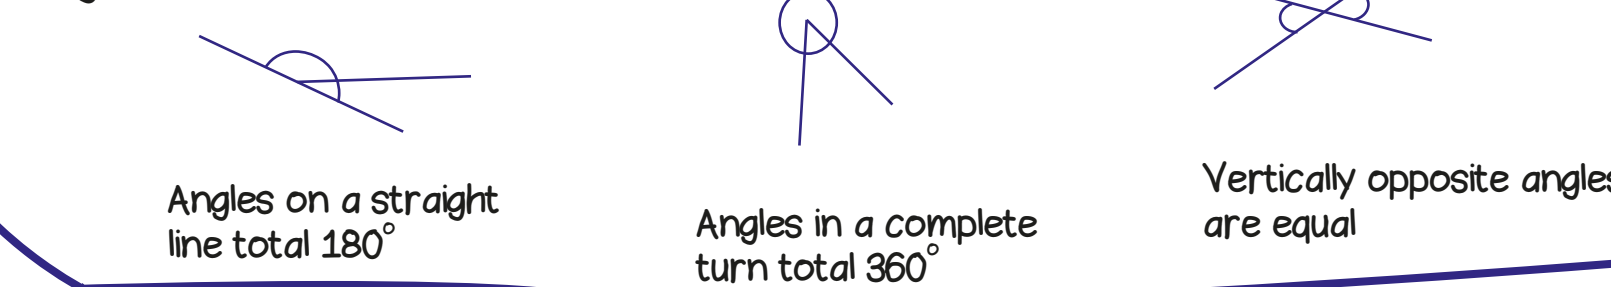 Angles on a straight
line total 180°
Angles in a complete
turn total 360°
Vertically opposite angles
are equal